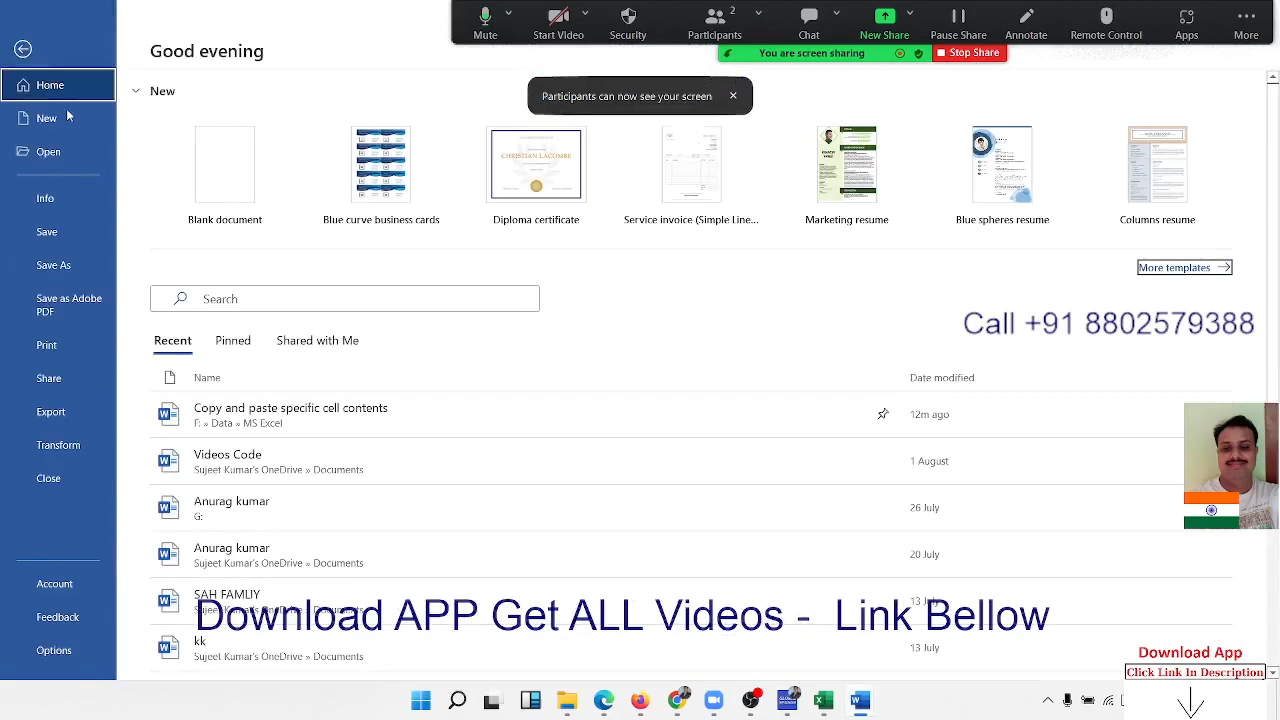 Mute
Start Video
Security
Participants
2
Chat
New Share
Pause Share
Annotate
Remote Control
Apps
More
You are screen sharing
Stop Share
Good evening
Participants can now see your screen
Home
New
Open
Info
Save
Save As
Save as Adobe
PDF
Print
Share
Export
Transform
Close
Account
Feedback
Options
New
CHRISTIAN LACOMBE
Blank document
Blue curve business cards
Diploma certificate
Service invoice (Simple Line...
Marketing resume
Blue spheres resume
Columns resume
More templates
Search
Call +91 8802579388
Recent
Pinned
Shared with Me
Name
Date modified
Copy and paste specific cell contents
F: » Data » MS Excel
12m ago
Videos Code
Sujeet Kumar's OneDrive » Documents
1 August
Anurag kumar
G:
26 July
Anurag kumar
Sujeet Kumar's OneDrive » Documents
20 July
SAH FAMLIY
Sujeet Kumar's OneDrive » Documents
13 July
Download APP Get ALL Videos - Link Bellow
kk
Sujeet Kumar's OneDrive » Documents
13 July
Download App
Click Link In Description